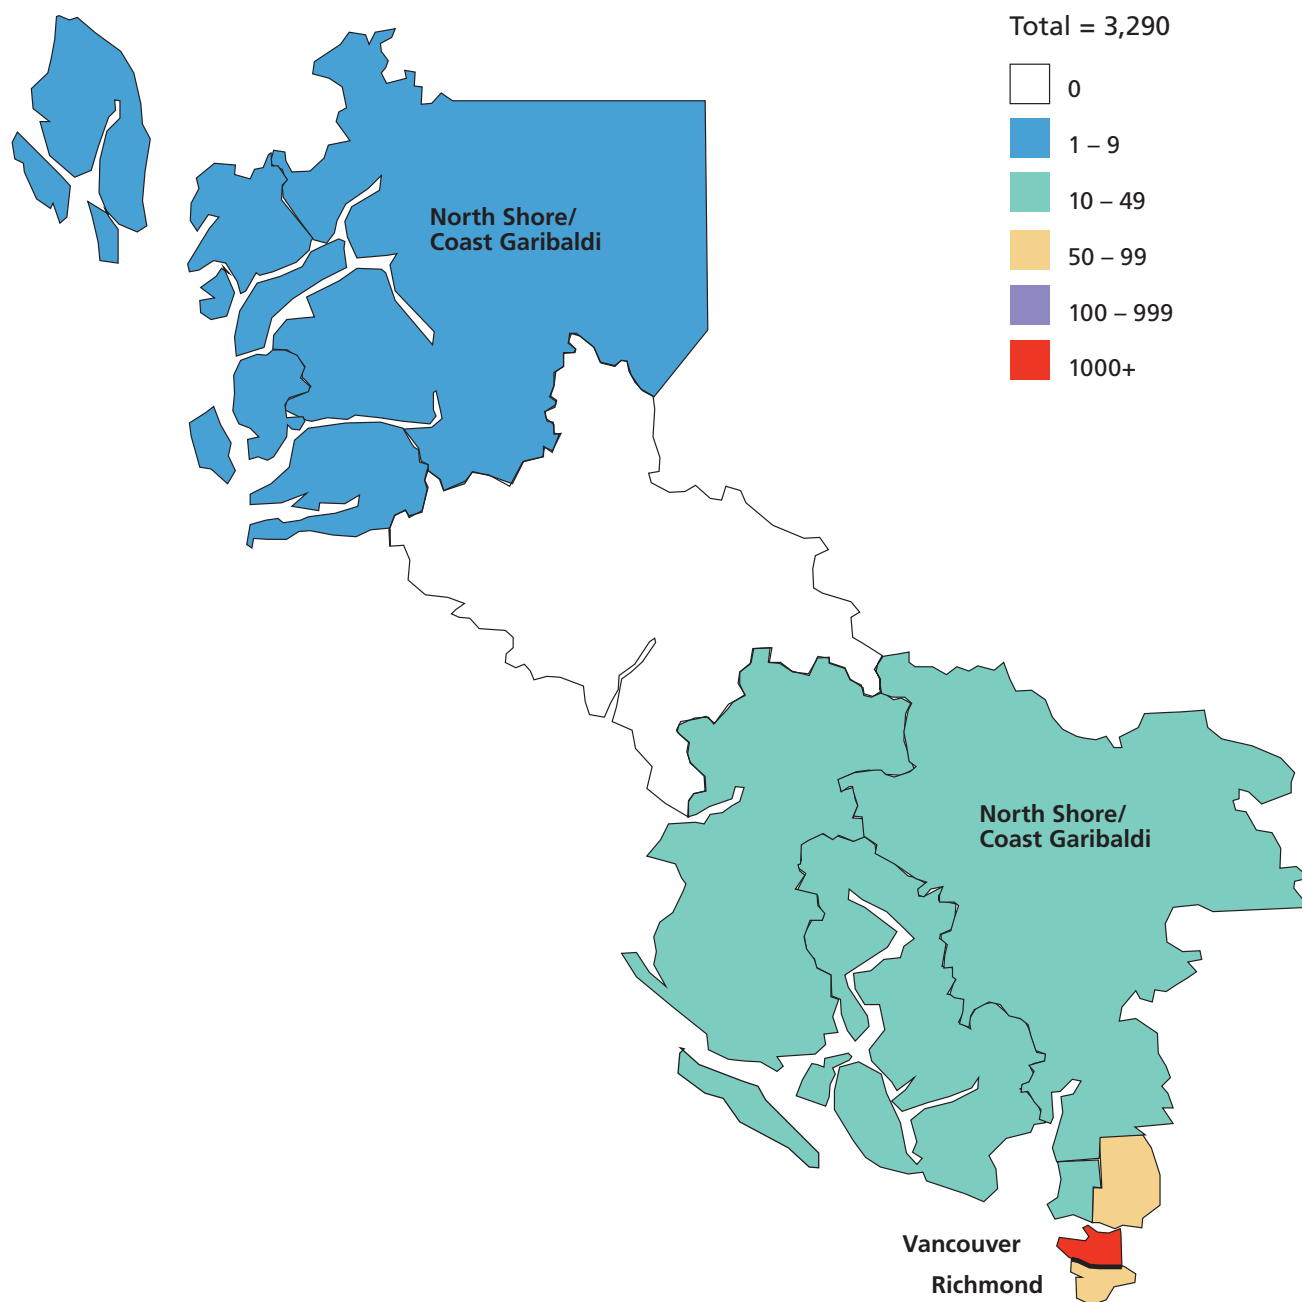 Total = 3,290
0
1 – 9
10 – 49
50 – 99
100 – 999
1000+
North Shore/
Coast Garibaldi
North Shore/
Coast Garibaldi
Vancouver
Richmond